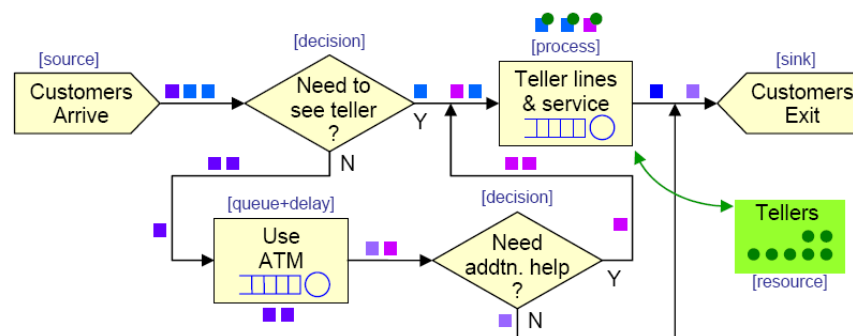 [source]
Customers
Arrive
[decision]
Need to
see teller
?
Y
N
[process]
Teller lines
& service
[sink]
Customers
Exit
[queue+delay]
Use
ATM
[decision]
Need
addtn. help
?
Y
N
Tellers
[resource]